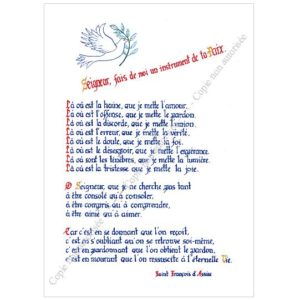 Seigneur, fais de moi un instrument de ta Paix.
Là où est la haine, que je mette l'amour.
Là où est l'offense, que je mette le pardon.
Là où est la discorde, que je mette l'union.
Là où est l'erreur, que je mette la vérité.
Là où est le doute, que je mette la foi.
Là où est le désespoir, que je mette l'espérance.
Là où sont les ténèbres, que je mette la lumière.
Là où est la tristesse que je mette la joie.
O Seigneur, que je ne cherche pas tant
à être consolé qu'à consoler,
à être compris qu'à comprendre,
à être aimé qu'à aimer.
Car c'est en se donnant que l'on reçoit,
c'est en s'oubliant qu'on se retrouve soi-même,
c'est en pardonnant que l'on obtient le pardon,
c'est en mourant que l'on ressuscite à l'éternelle Vie.
Saint François d'Assise
Copie non autorisée
Copie non autorisée